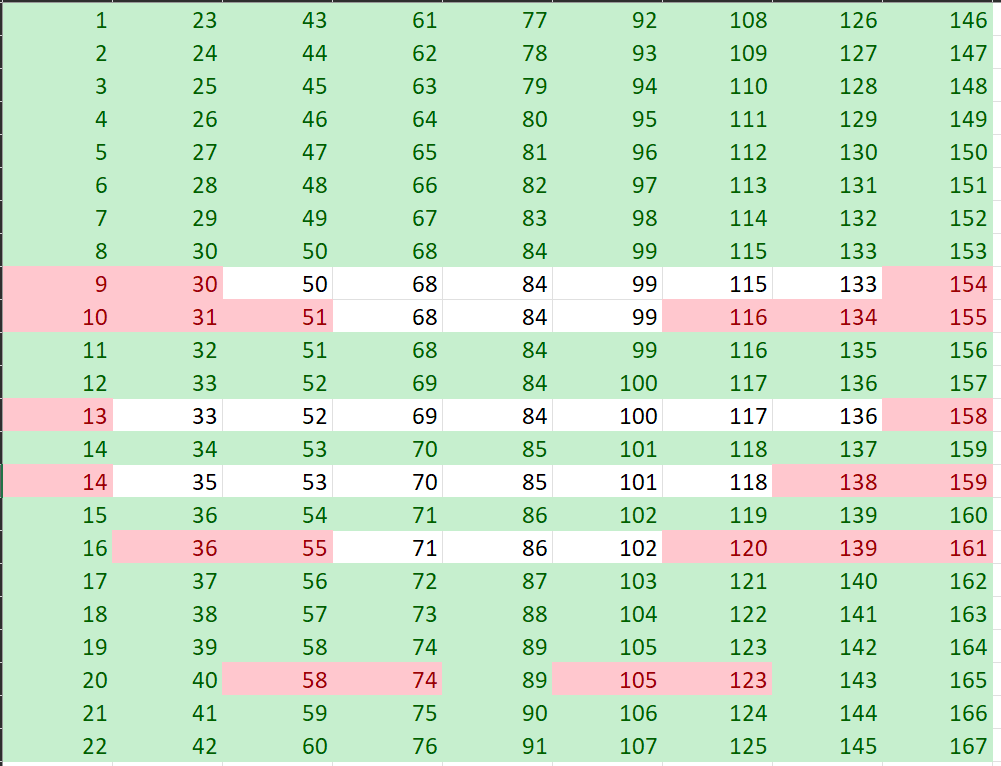 1 23 43 61 77 92 108 126 146
2 24 44 62 78 93 109 127 147
3 25 45 63 79 94 110 128 148
4 26 46 64 80 95 111 129 149
5 27 47 65 81 96 112 130 150
6 28 48 66 82 97 113 131 151
7 29 49 67 83 98 114 132 152
8 30 50 68 84 99 115 133 153
9 30 50 68 84 99 115 133 154
10 31 51 68 84 99 116 134 155
11 32 51 68 84 99 116 135 156
12 33 52 69 84 100 117 136 157
13 33 52 69 84 100 117 136 158
14 34 53 70 85 101 118 137 159
14 35 53 70 85 101 118 138 159
15 36 54 71 86 102 119 139 160
16 36 55 71 86 102 120 139 161
17 37 56 72 87 103 121 140 162
18 38 57 73 88 104 122 141 163
19 39 58 74 89 105 123 142 164
20 40 58 74 89 105 123 143 165
21 41 59 75 90 106 124 144 166
22 42 60 76 91 107 125 145 167